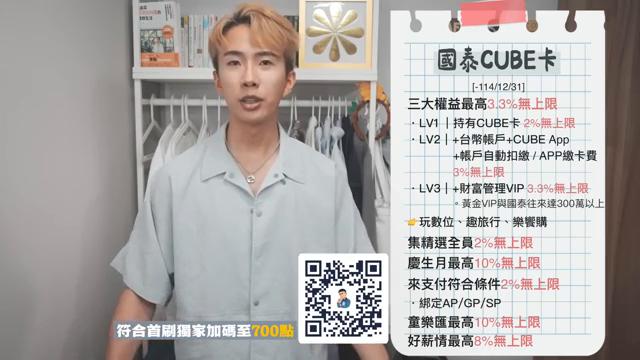 國泰CUBE卡
[-114/12/31]
三大權益最高3.3%無上限
·LV1｜持有CUBE卡 2%無上限
·LV2｜+台幣帳戶+CUBE App
+帳戶自動扣繳 / APP繳卡費
3%無上限
·LV3｜+財富管理VIP 3.3%無上限
。黃金VIP與國泰往來達300萬以上
👉玩數位、趣旅行、樂饗購
集精選全員2%無上限
慶生月最高10%無上限
來支付符合條件2%無上限
·綁定AP/GP/SP
童樂匯最高10%無上限
好薪情最高8%無上限
符合首刷獨家加碼至700點